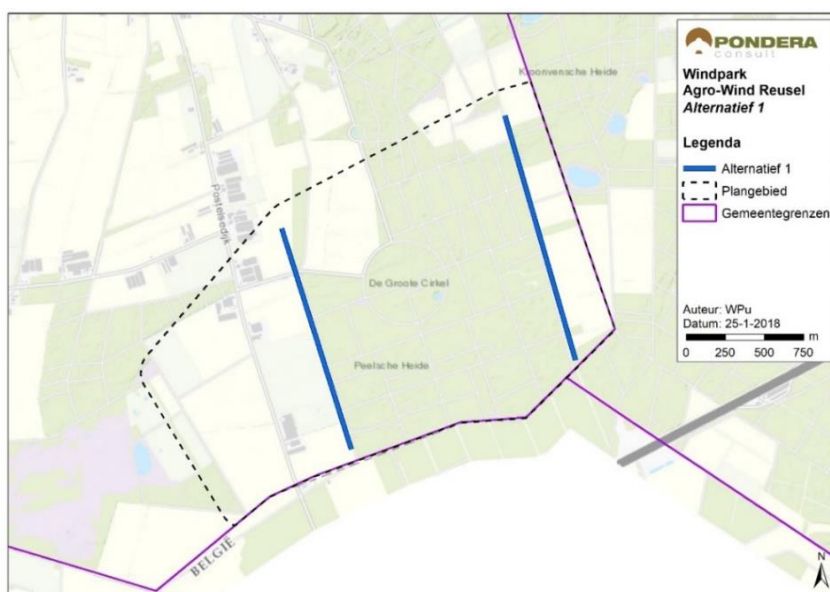 PONDERA
consult
Windpark
Agro-Wind Reusel
Alternatief 1
Legenda
Alternatief 1
Plangebied
Gemeentegrenzen
Auteur: WPu
Datum: 25-1-2018
m
0 250 500 750
N
Kroonvensche Heide
Postelsedijk
De Groote Cirkel
Peelsche Heide
BELGIË